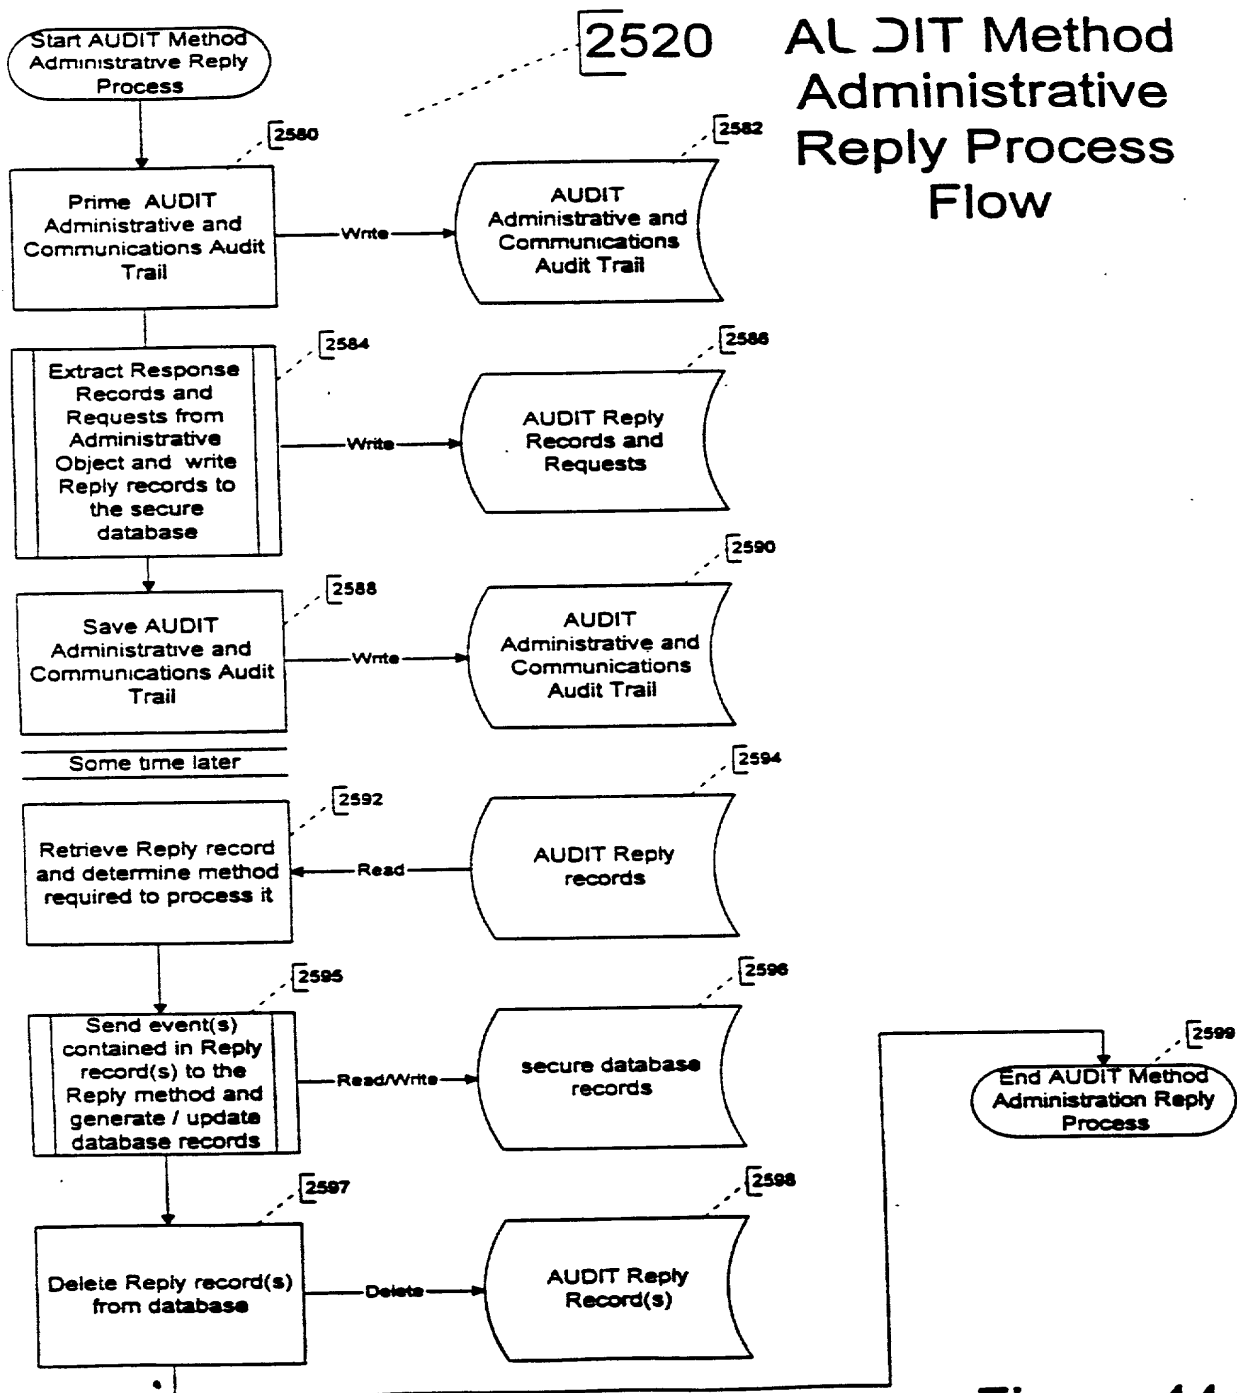 2520
AUDIT Method
Administrative
Reply Process
Flow
Start AUDIT Method
Administrative Reply
Process
2580
Prime AUDIT
Administrative and
Communications Audit
Trail
Write
2582
AUDIT
Administrative and
Communications
Audit Trail
2584
Extract Response
Records and
Requests from
Administrative
Object and write
Reply records to
the secure
database
Write
2586
AUDIT Reply
Records and
Requests
2588
Save AUDIT
Administrative and
Communications Audit
Trail
Write
2590
AUDIT
Administrative and
Communications
Audit Trail
Some time later
2592
Retrieve Reply record
and determine method
required to process it
Read
2594
AUDIT Reply
records
2595
Send event(s)
contained in Reply
record(s) to the
Reply method and
generate / update
database records
Read/Write
2596
secure database
records
2597
Delete Reply record(s)
from database
Delete
2598
AUDIT Reply
Record(s)
2599
End AUDIT Method
Administration Reply
Process